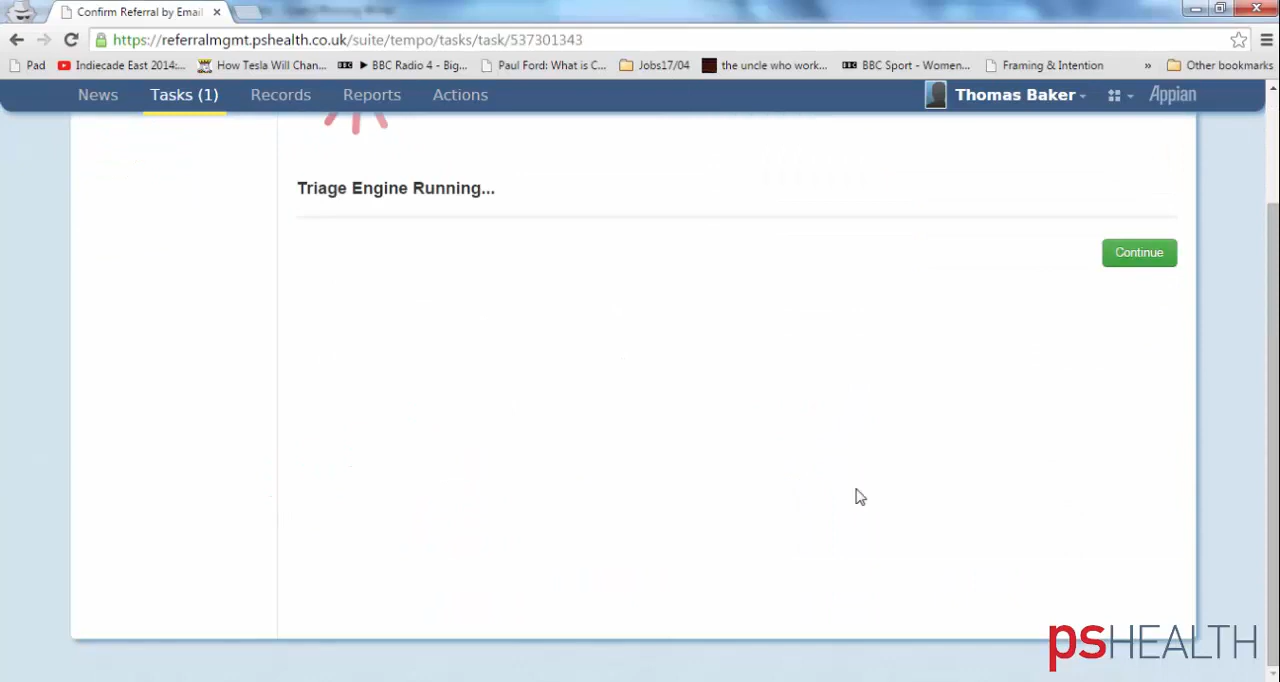 Confirm Referral by Email
https://referralmgmt.pshealth.co.uk/suite/tempo/tasks/task/537301343
Pad
Indiecade East 2014:...
How Tesla Will Chan...
BBC Radio 4 - Big...
Paul Ford: What is C...
Jobs17/04
the uncle who work...
BBC Sport - Women...
Framing & Intention
»
Other bookmarks
News
Tasks (1)
Records
Reports
Actions
Thomas Baker
Appian
Triage Engine Running...
Continue
psHEALTH